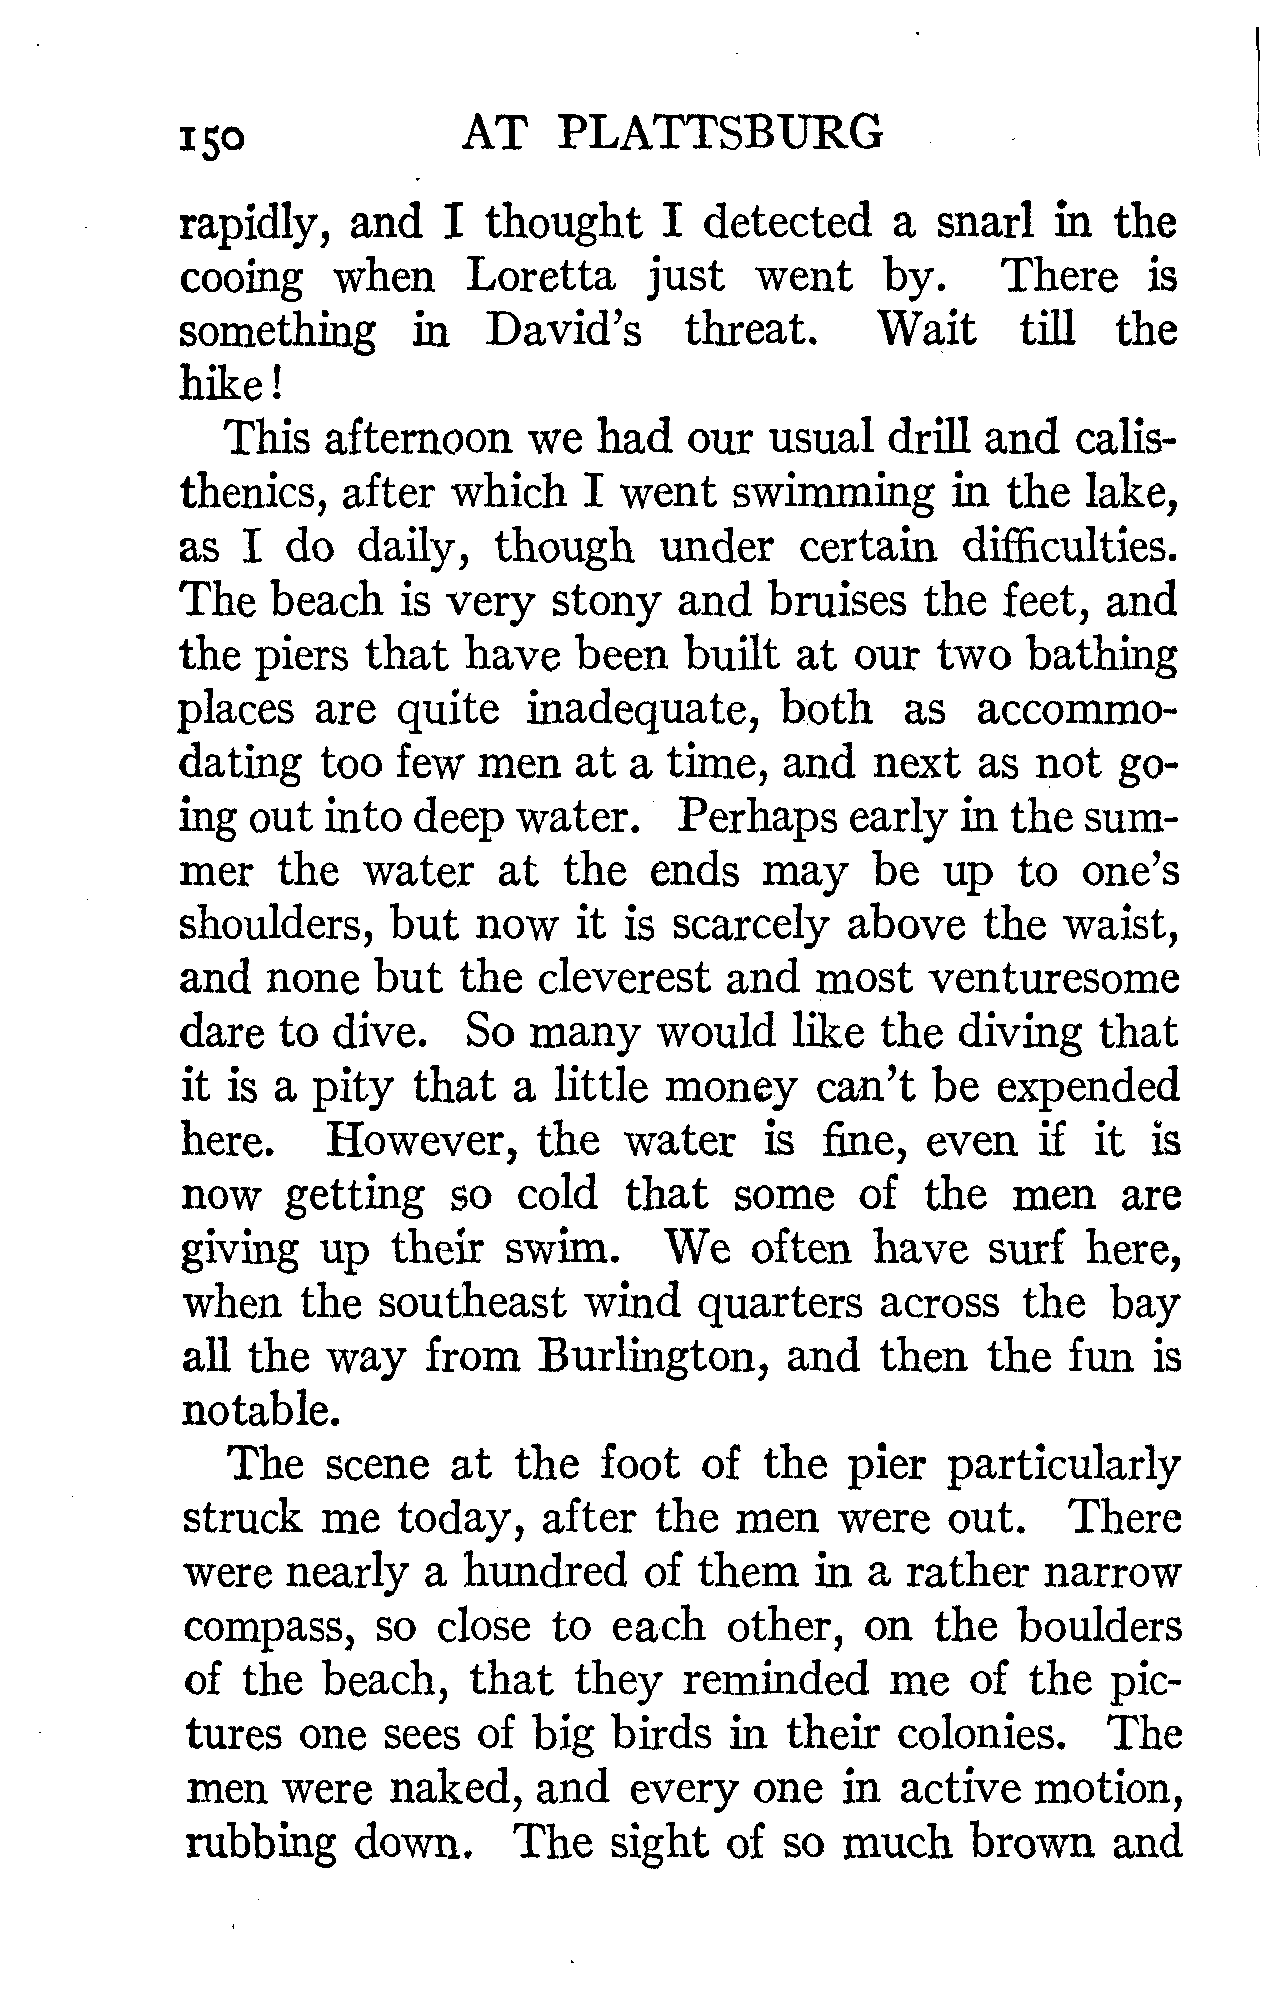 150 AT PLATTSBURG
rapidly, and I thought I detected a snarl in the
cooing when Loretta just went by. There is
something in David's threat. Wait till the
hike!
This afternoon we had our usual drill and calis-
thenics, after which I went swimming in the lake,
as I do daily, though under certain difficulties.
The beach is very stony and bruises the feet, and
the piers that have been built at our two bathing
places are quite inadequate, both as accommo-
dating too few men at a time, and next as not go-
ing out into deep water. Perhaps early in the sum-
mer the water at the ends may be up to one's
shoulders, but now it is scarcely above the waist,
and none but the cleverest and most venturesome
dare to dive. So many would like the diving that
it is a pity that a little money can't be expended
here. However, the water is fine, even if it is
now getting so cold that some of the men are
giving up their swim. We often have surf here,
when the southeast wind quarters across the bay
all the way from Burlington, and then the fun is
notable.
The scene at the foot of the pier particularly
struck me today, after the men were out. There
were nearly a hundred of them in a rather narrow
compass, so close to each other, on the boulders
of the beach, that they reminded me of the pic-
tures one sees of big birds in their colonies. The
men were naked, and every one in active motion,
rubbing down. The sight of so much brown and